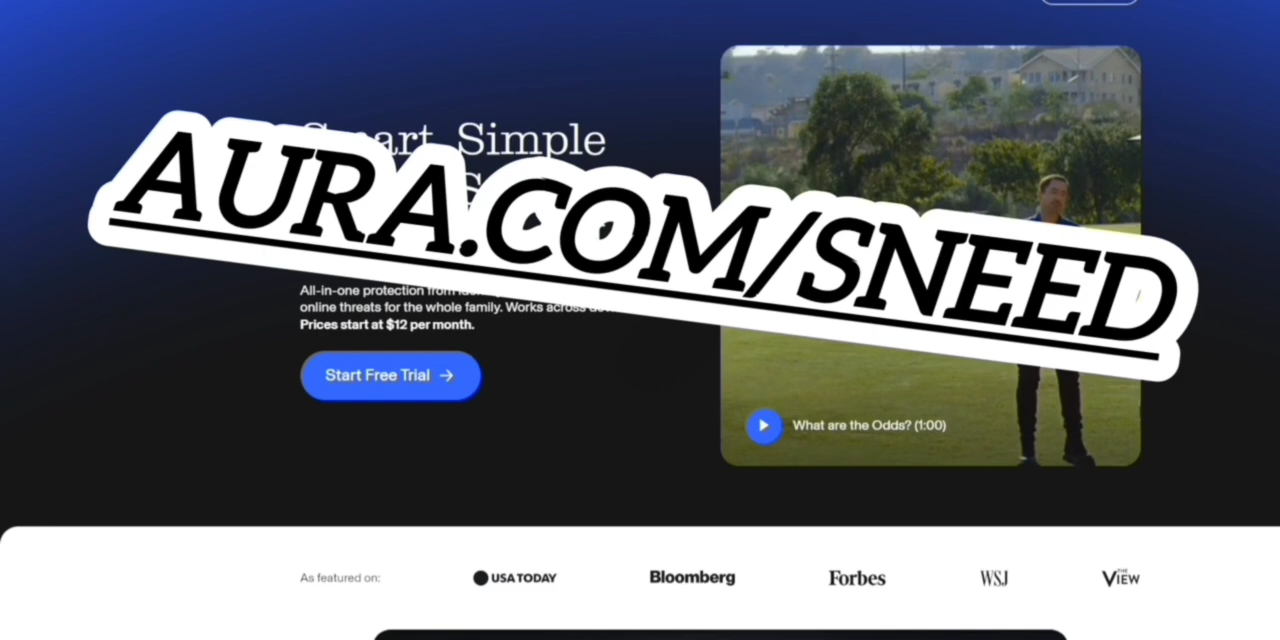 Simple
AURA.COM/SNEED
All-in-one protection from
online threats for the whole family. Works across
Prices start at $12 per month.
Start Free Trial →
What are the Odds? (1:00)
As featured on:
USA TODAY
Bloomberg
Forbes
WSJ
THE VIEW